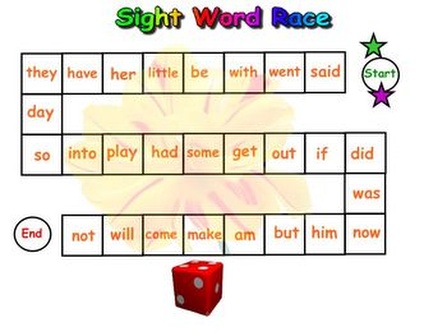 Sight Word Race
they have her little be with went said
Start
day
so into play had some get out if did
was
End
not will come make am but him now